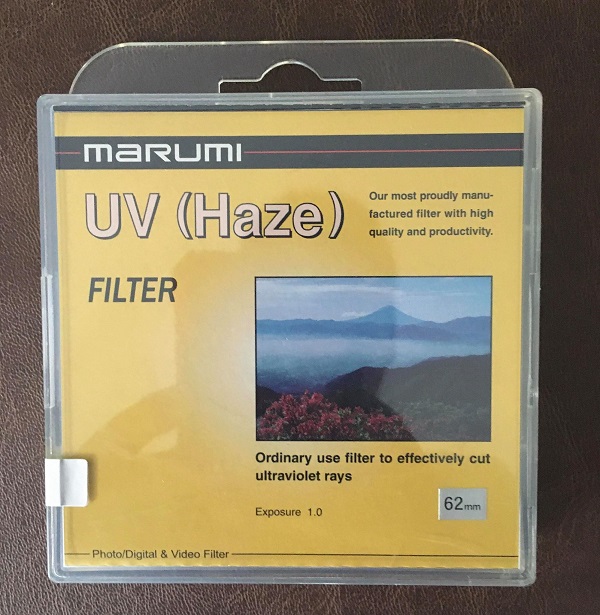 marumi
UV (Haze)
Our most proudly manu-
factured filter with high
quality and productivity.
FILTER
Ordinary use filter to effectively cut
ultraviolet rays
Exposure 1.0
62mm
Photo/Digital & Video Filter